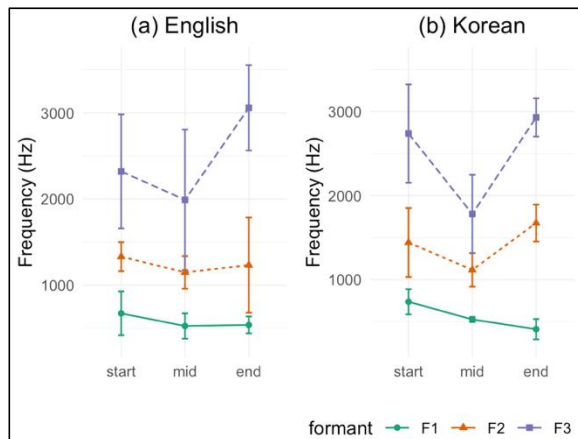 (a) English
Frequency (Hz)
3000
2000
1000
start mid end
(b) Korean
Frequency (Hz)
3000
2000
1000
start mid end
formant F1 F2 F3